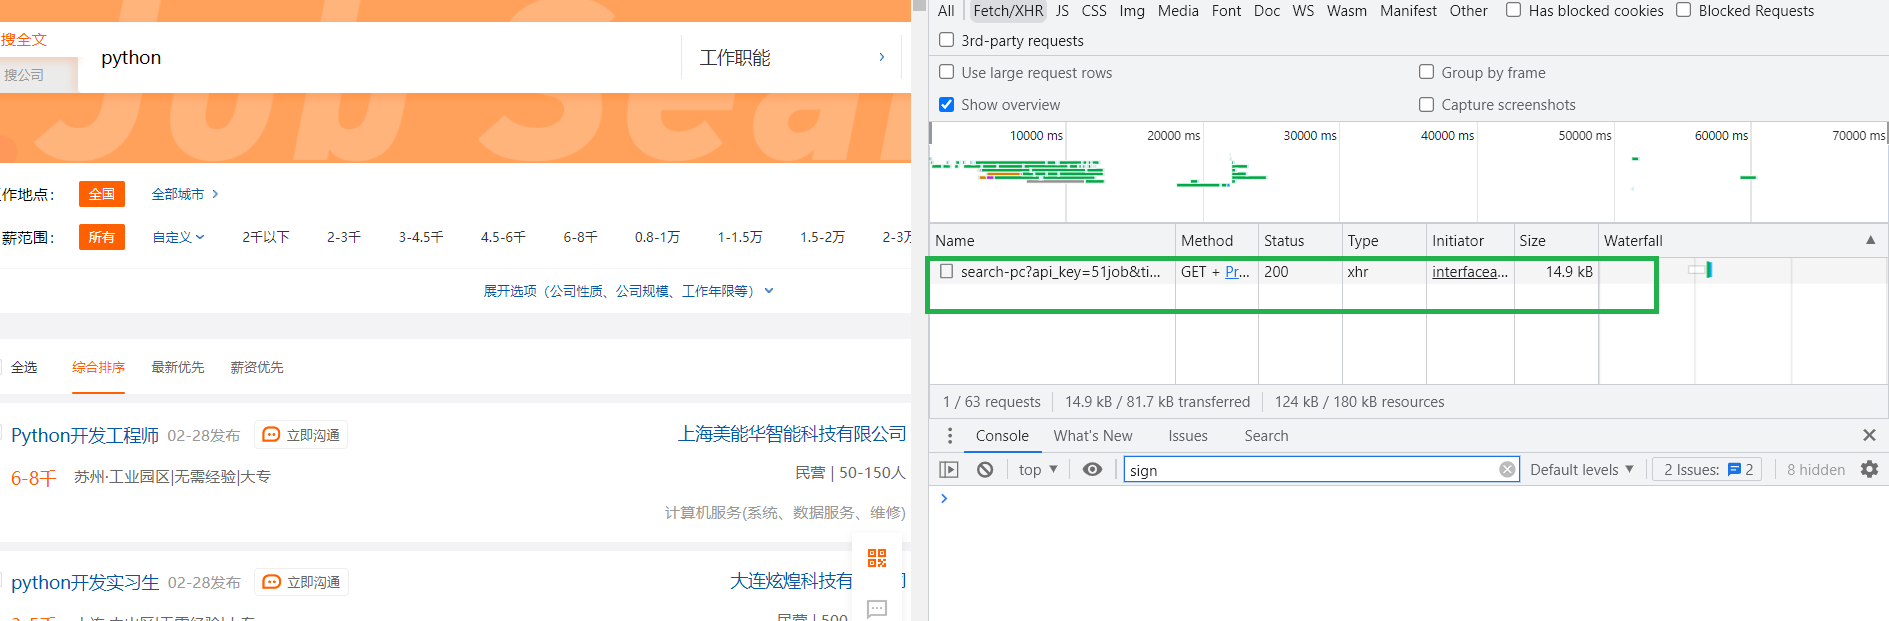 搜全文
搜公司
python
工作职能
Job Sear
作地点：
全国
全部城市
薪范围：
所有
自定义
2千以下
2-3千
3-4.5千
4.5-6千
6-8千
0.8-1万
1-1.5万
1.5-2万
2-3万
展开选项（公司性质、公司规模、工作年限等）
全选
综合排序
最新优先
薪资优先
Python开发工程师 02-28发布 立即沟通
上海美能华智能科技有限公司
6-8千 苏州·工业园区|无需经验|大专
民营 | 50-150人
计算机服务(系统、数据服务、维修)
python开发实习生 02-28发布 立即沟通
大连炫煌科技有
民营 | 500
All Fetch/XHR JS CSS Img Media Font Doc WS Wasm Manifest Other Has blocked cookies Blocked Requests
3rd-party requests
Use large request rows Group by frame
Show overview Capture screenshots
10000 ms 20000 ms 30000 ms 40000 ms 50000 ms 60000 ms 70000 ms
Name Method Status Type Initiator Size Waterfall
search-pc?api_key=51job&ti... GET + Pr... 200 xhr interfacea... 14.9 kB
1 / 63 requests 14.9 kB / 81.7 kB transferred 124 kB / 180 kB resources
Console What's New Issues Search
top sign Default levels 2 Issues: 2 8 hidden